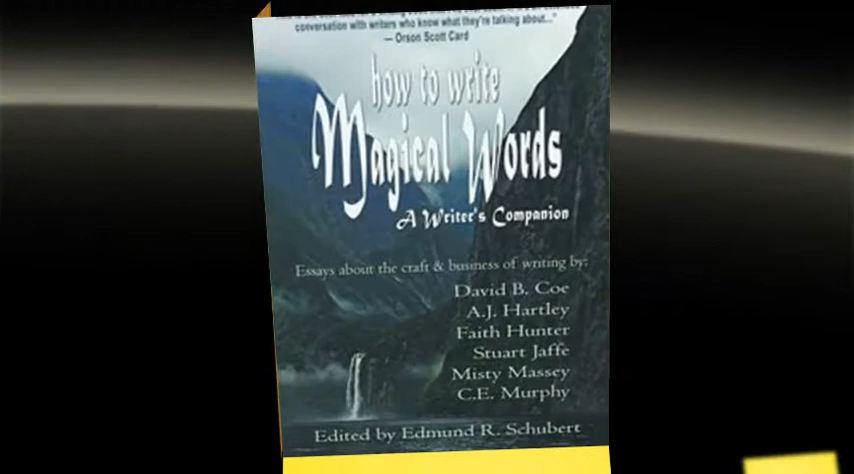 conversation with writers who know what they're talking about..."
— Orson Scott Card
how to write
Magical Words
A Writer's Companion
Essays about the craft & business of writing by:
David B. Coe
A.J. Hartley
Faith Hunter
Stuart Jaffe
Misty Massey
C.E. Murphy
Edited by Edmund R. Schubert